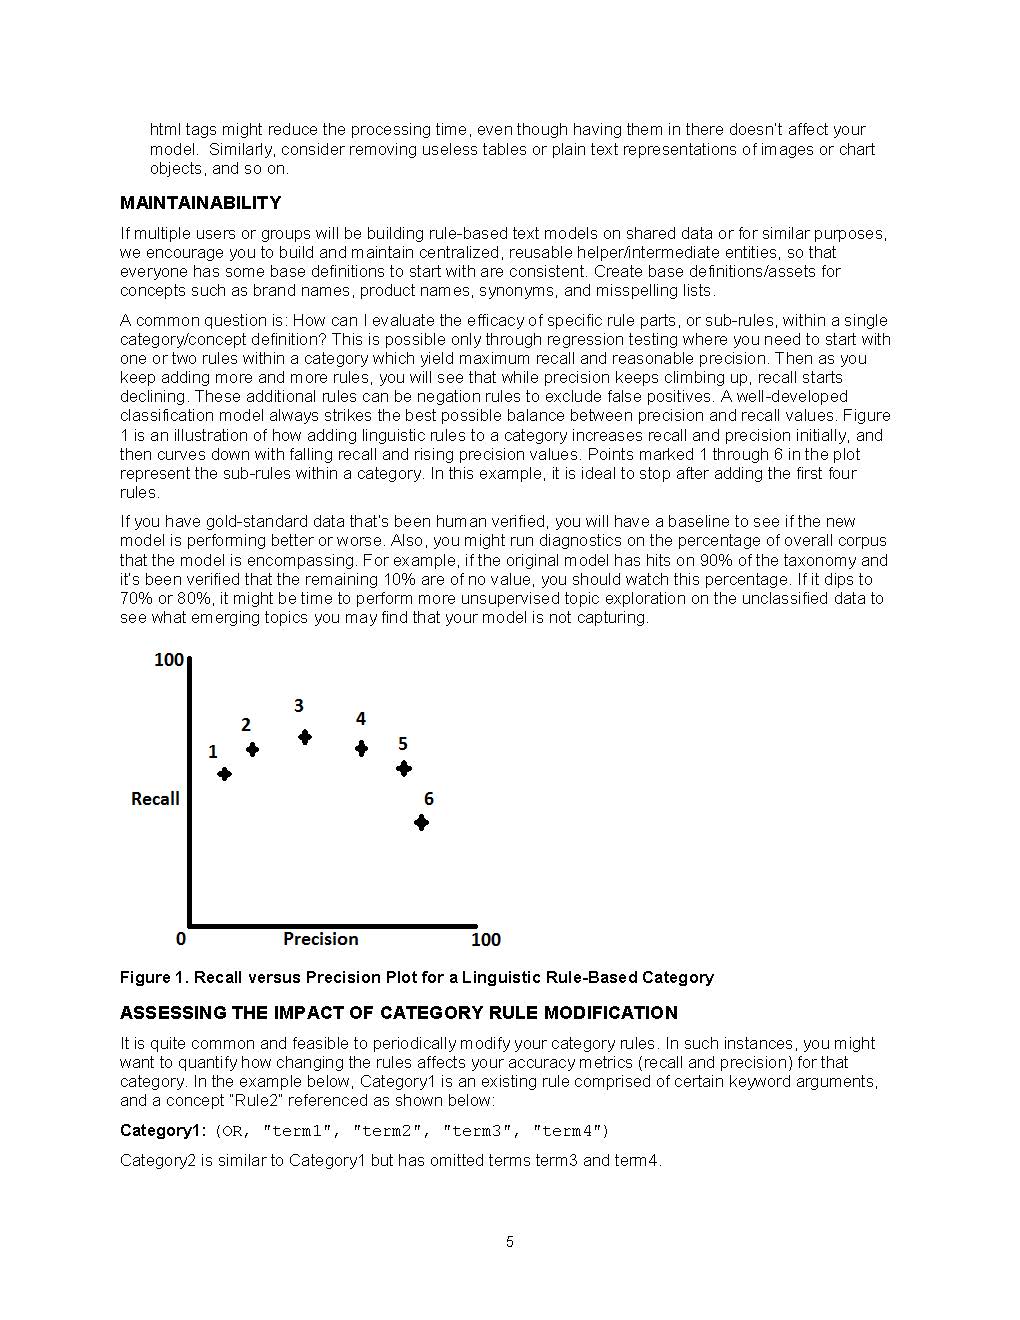 html tags might reduce the processing time, even though having them in there doesn't affect your
model.  Similarly, consider removing useless tables or plain text representations of images or chart
objects, and so on.
MAINTAINABILITY
If multiple users or groups will be building rule-based text models on shared data or for similar purposes,
we encourage you to build and maintain centralized, reusable helper/intermediate entities, so that
everyone has some base definitions to start with are consistent. Create base definitions/assets for
concepts such as brand names, product names, synonyms, and misspelling lists.
A common question is: How can I evaluate the efficacy of specific rule parts, or sub-rules, within a single
category/concept definition? This is possible only through regression testing where you need to start with
one or two rules within a category which yield maximum recall and reasonable precision. Then as you
keep adding more and more rules, you will see that while precision keeps climbing up, recall starts
declining. These additional rules can be negation rules to exclude false positives. A well-developed
classification model always strikes the best possible balance between precision and recall values. Figure
1 is an illustration of how adding linguistic rules to a category increases recall and precision initially, and
then curves down with falling recall and rising precision values. Points marked 1 through 6 in the plot
represent the sub-rules within a category. In this example, it is ideal to stop after adding the first four
rules.
If you have gold-standard data that's been human verified, you will have a baseline to see if the new
model is performing better or worse. Also, you might run diagnostics on the percentage of overall corpus
that the model is encompassing. For example, if the original model has hits on 90% of the taxonomy and
it's been verified that the remaining 10% are of no value, you should watch this percentage. If it dips to
70% or 80%, it might be time to perform more unsupervised topic exploration on the unclassified data to
see what emerging topics you may find that your model is not capturing.
100
3
4
2
5
1
Recall
6
0
Precision
100
Figure 1. Recall versus Precision Plot for a Linguistic Rule-Based Category
ASSESSING THE IMPACT OF CATEGORY RULE MODIFICATION
It is quite common and feasible to periodically modify your category rules. In such instances, you might
want to quantify how changing the rules affects your accuracy metrics (recall and precision) for that
category. In the example below, Category1 is an existing rule comprised of certain keyword arguments,
and a concept "Rule2" referenced as shown below:
Category1: (OR, "term1", "term2", "term3", "term4")
Category2 is similar to Category1 but has omitted terms term3 and term4.
5